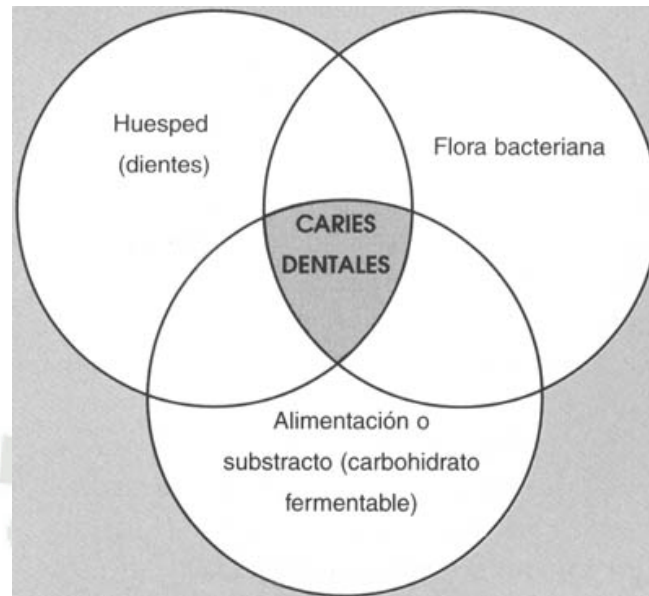 Huesped
(dientes)
Flora bacteriana
CARIES
DENTALES
Alimentación o
substracto (carbohidrato
fermentable)